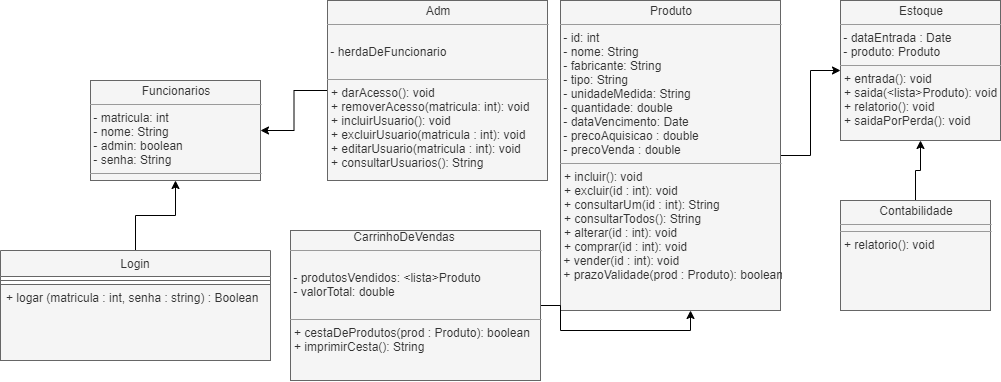 Adm
- herdaDeFuncionario
+ darAcesso(): void
+ removerAcesso(matricula: int): void
+ incluirUsuario(): void
+ excluirUsuario(matricula : int): void
+ editarUsuario(matricula : int): void
+ consultarUsuarios(): String
Produto
- id: int
- nome: String
- fabricante: String
- tipo: String
- unidadeMedida: String
- quantidade: double
- dataVencimento: Date
- precoAquisicao : double
- precoVenda : double
+ incluir(): void
+ excluir(id : int): void
+ consultarUm(id : int): String
+ consultarTodos(): String
+ alterar(id : int): void
+ comprar(id : int): void
+ vender(id : int): void
+ prazoValidade(prod : Produto): boolean
Estoque
- dataEntrada : Date
- produto: Produto
+ entrada(): void
+ saida(<lista>Produto): void
+ relatorio(): void
+ saidaPorPerda(): void
Funcionarios
- matricula: int
- nome: String
- admin: boolean
- senha: String
Login
+ logar (matricula : int, senha : string) : Boolean
CarrinhoDeVendas
- produtosVendidos: <lista>Produto
- valorTotal: double
+ cestaDeProdutos(prod : Produto): boolean
+ imprimirCesta(): String
Contabilidade
+ relatorio(): void